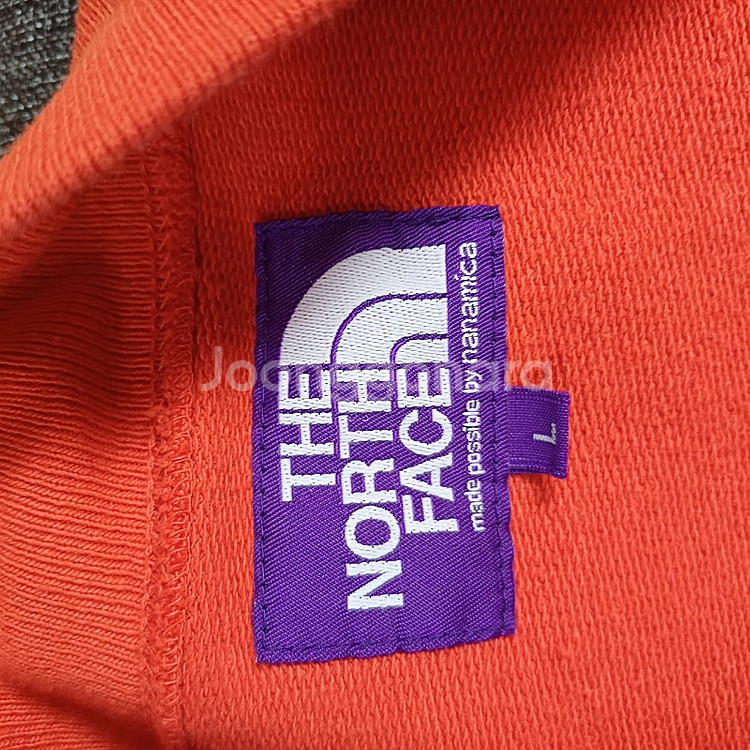 THE
NORTH
FACE
made possible by nanamica
L